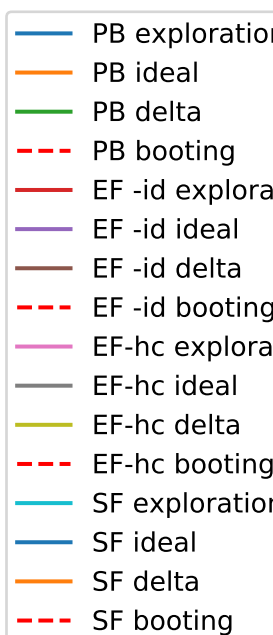 PB exploration
PB ideal
PB delta
PB booting
EF -id explora
EF -id ideal
EF -id delta
EF -id booting
EF-hc explora
EF-hc ideal
EF-hc delta
EF-hc booting
SF exploration
SF ideal
SF delta
SF booting